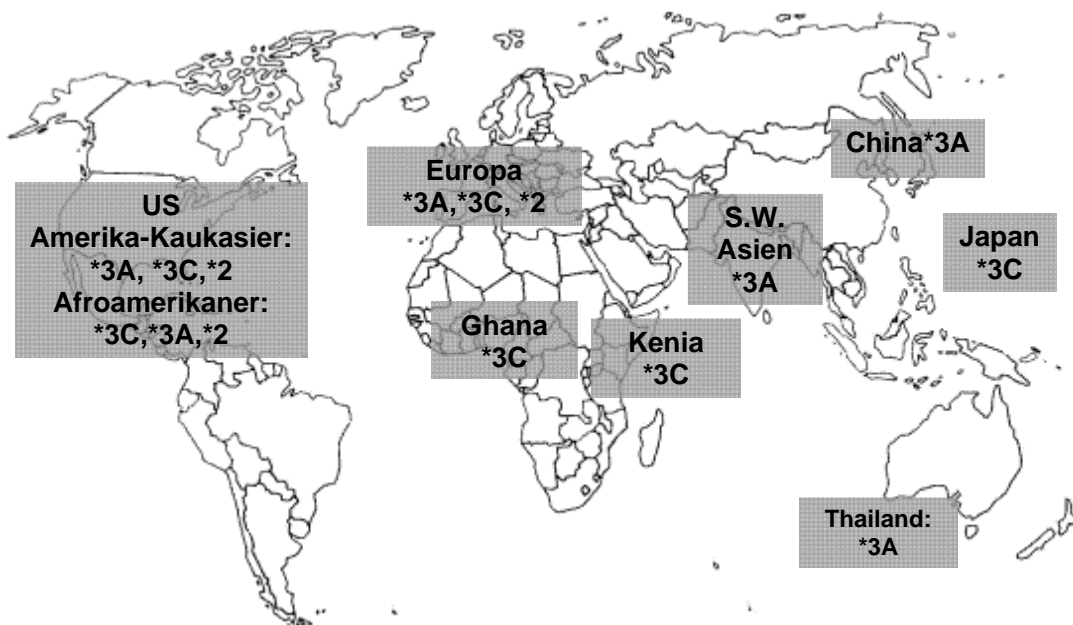 US
Amerika-Kaukasier:
*3A, *3C,*2
Afroamerikaner:
*3C,*3A,*2
Europa
*3A,*3C, *2
Ghana
*3C
Kenia
*3C
S.W.
Asien
*3A
China*3A
Japan
*3C
Thailand:
*3A